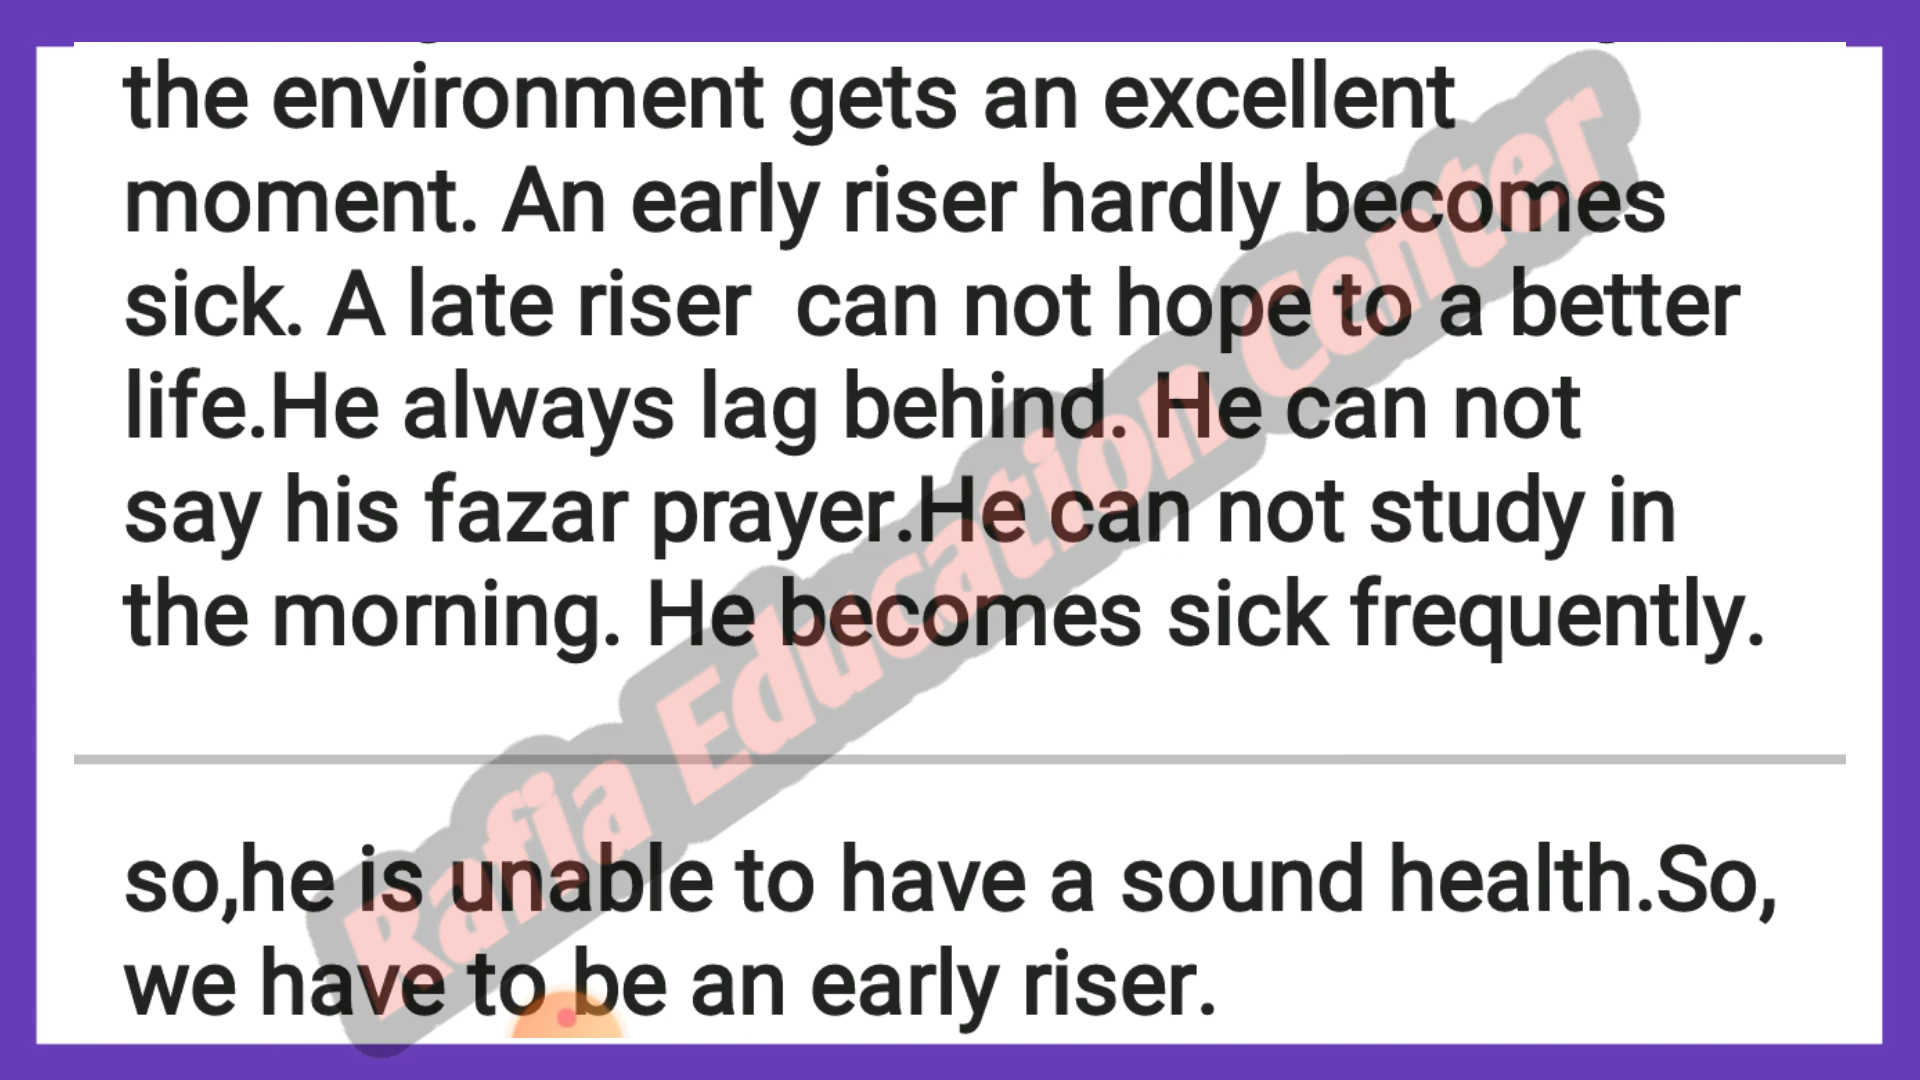 the environment gets an excellent
moment. An early riser hardly becomes
sick. A late riser  can not hope to a better
life.He always lag behind. He can not
say his fazar prayer.He can not study in
the morning. He becomes sick frequently.
so,he is unable to have a sound health.So,
we have to be an early riser.
Rafia Education Center